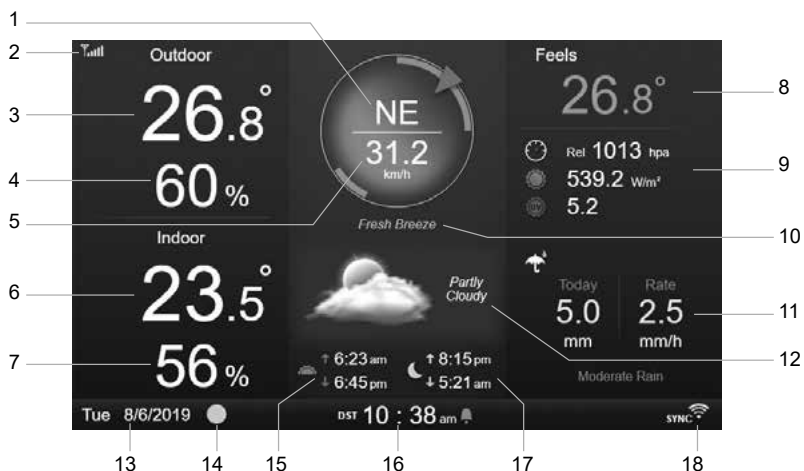 1
2
3
4
5
6
7
8
9
10
11
12
13
14
15
16
17
18
Outdoor
26.8°
60 %
Indoor
23.5°
56 %
NE
31.2
km/h
Fresh Breeze
Partly
Cloudy
↑ 6:23 am
↓ 6:45 pm
↑ 8:15 pm
↓ 5:21 am
Feels
26.8°
Rel 1013 hpa
539.2 W/m²
UV
5.2
Today
5.0
mm
Rate
2.5
mm/h
Moderate Rain
Tue 8/6/2019
DST 10 : 38 am
SYNC